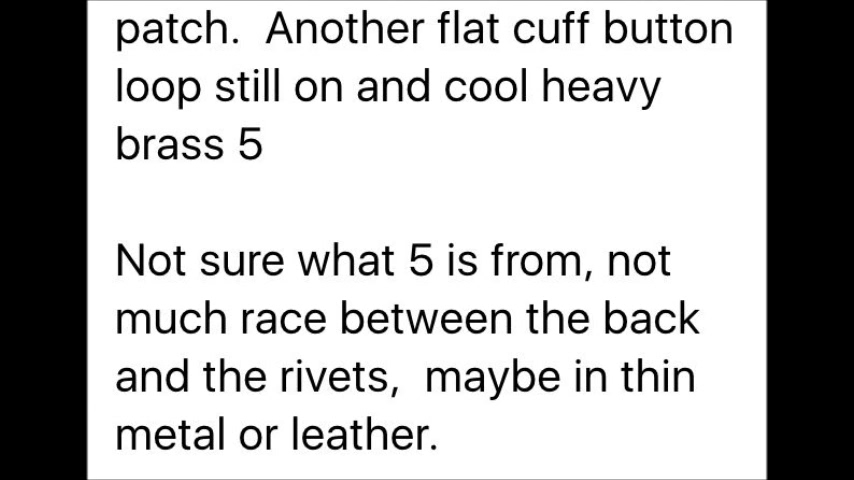 patch.  Another flat cuff button
loop still on and cool heavy
brass 5
Not sure what 5 is from, not
much race between the back
and the rivets,  maybe in thin
metal or leather.